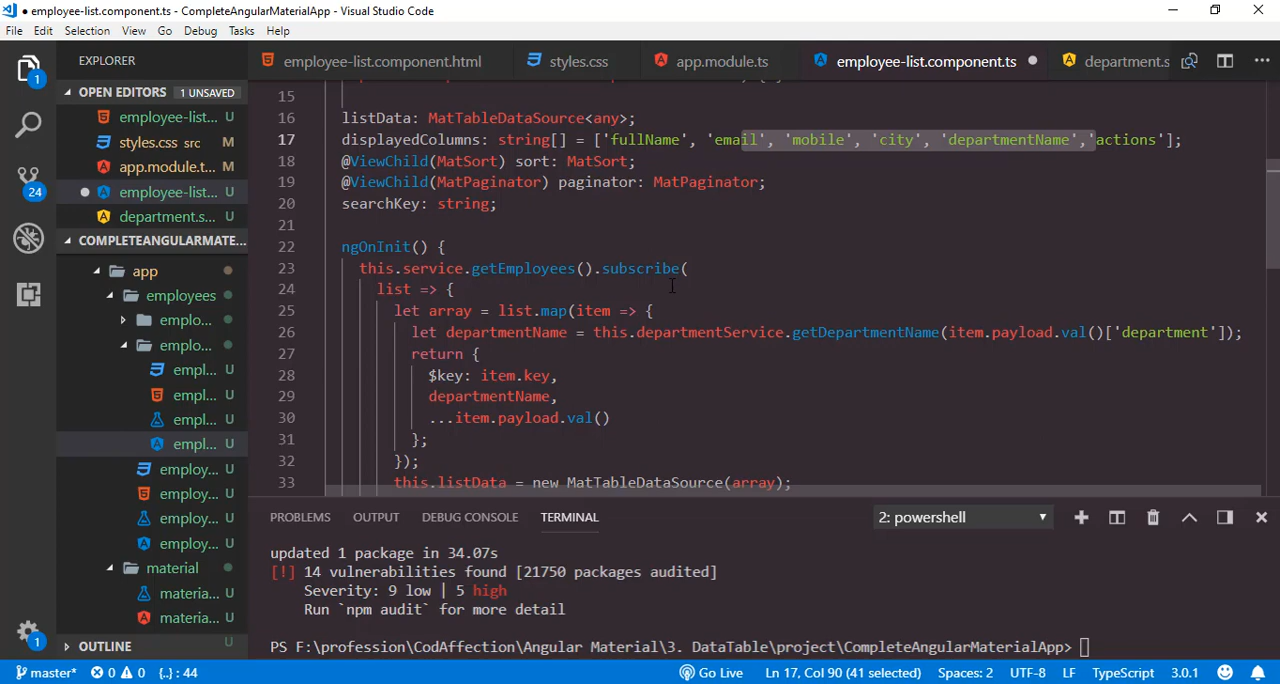 ● employee-list.component.ts - CompleteAngularMaterialApp - Visual Studio Code
File Edit Selection View Go Debug Tasks Help
EXPLORER
employee-list.component.html styles.css app.module.ts employee-list.component.ts department.s
OPEN EDITORS 1 UNSAVED
employee-list... U
styles.css src M
app.module.t... M
employee-list... U
department.s... U
COMPLETEANGULARMATE...
app
employees
emplo...
emplo...
empl... U
empl... U
empl... U
empl... U
employ... U
employ... U
employ... U
employ... U
material
materia... U
materia... U
OUTLINE U
1
24
1
15
16 listData: MatTableDataSource<any>;
17 displayedColumns: string[] = ['fullName', 'email', 'mobile', 'city', 'departmentName','actions'];
18 @ViewChild(MatSort) sort: MatSort;
19 @ViewChild(MatPaginator) paginator: MatPaginator;
20 searchKey: string;
21
22 ngOnInit() {
23 this.service.getEmployees().subscribe(
24 list => {
25 let array = list.map(item => {
26 let departmentName = this.departmentService.getDepartmentName(item.payload.val()['department']);
27 return {
28 $key: item.key,
29 departmentName,
30 ...item.payload.val()
31 };
32 });
33 this.listData = new MatTableDataSource(array);
PROBLEMS OUTPUT DEBUG CONSOLE TERMINAL 2: powershell
updated 1 package in 34.07s
[!] 14 vulnerabilities found [21750 packages audited]
Severity: 9 low | 5 high
Run `npm audit` for more detail
PS F:\profession\CodAffection\Angular Material\3. DataTable\project\CompleteAngularMaterialApp>
master* 0 0 {..} : 44 Go Live Ln 17, Col 90 (41 selected) Spaces: 2 UTF-8 LF TypeScript 3.0.1